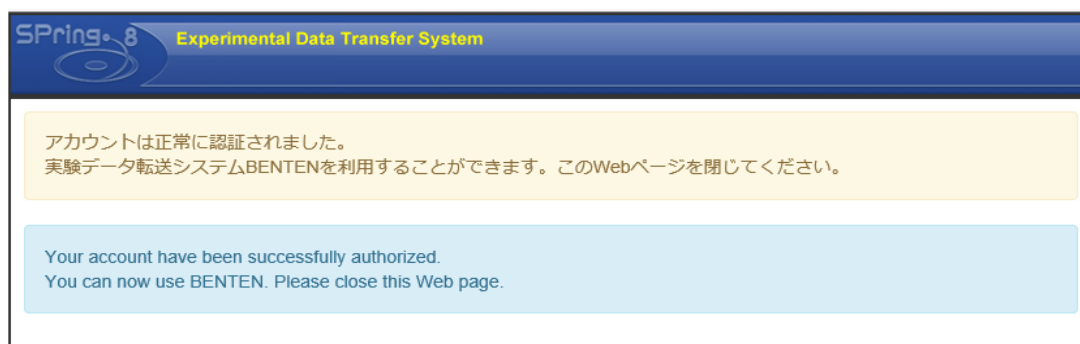 SPring-8
Experimental Data Transfer System
アカウントは正常に認証されました。
実験データ転送システムBENTENを利用することができます。このWebページを閉じてください。
Your account have been successfully authorized.
You can now use BENTEN. Please close this Web page.